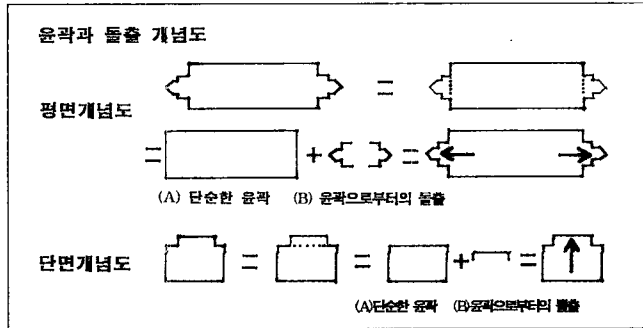 윤곽과 돌출 개념도
평면개념도
(A) 단순한 윤곽 (B) 윤곽으로부터의 돌출
단면개념도
(A)단순한 윤곽 (B)윤곽으로부터의 돌출